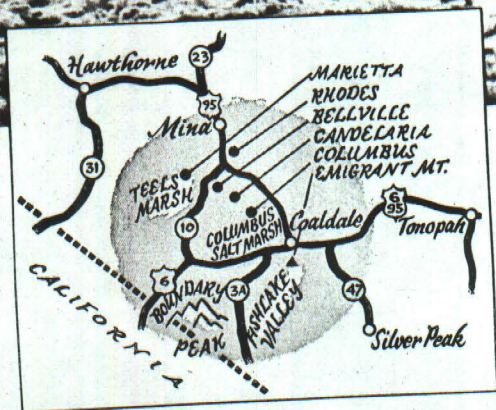 Hawthorne
23
MARIETTA
RHODES
BELLVILLE
CANDELARIA
COLUMBUS
EMIGRANT MT.
95
Mina
31
TEELS
MARSH
10
COLUMBUS
SALT MARSH
Coaldale
6
95
Tonopah
CALIFORNIA
6
BOUNDARY
PEAK
3A
FISHLAKE
VALLEY
47
Silver Peak